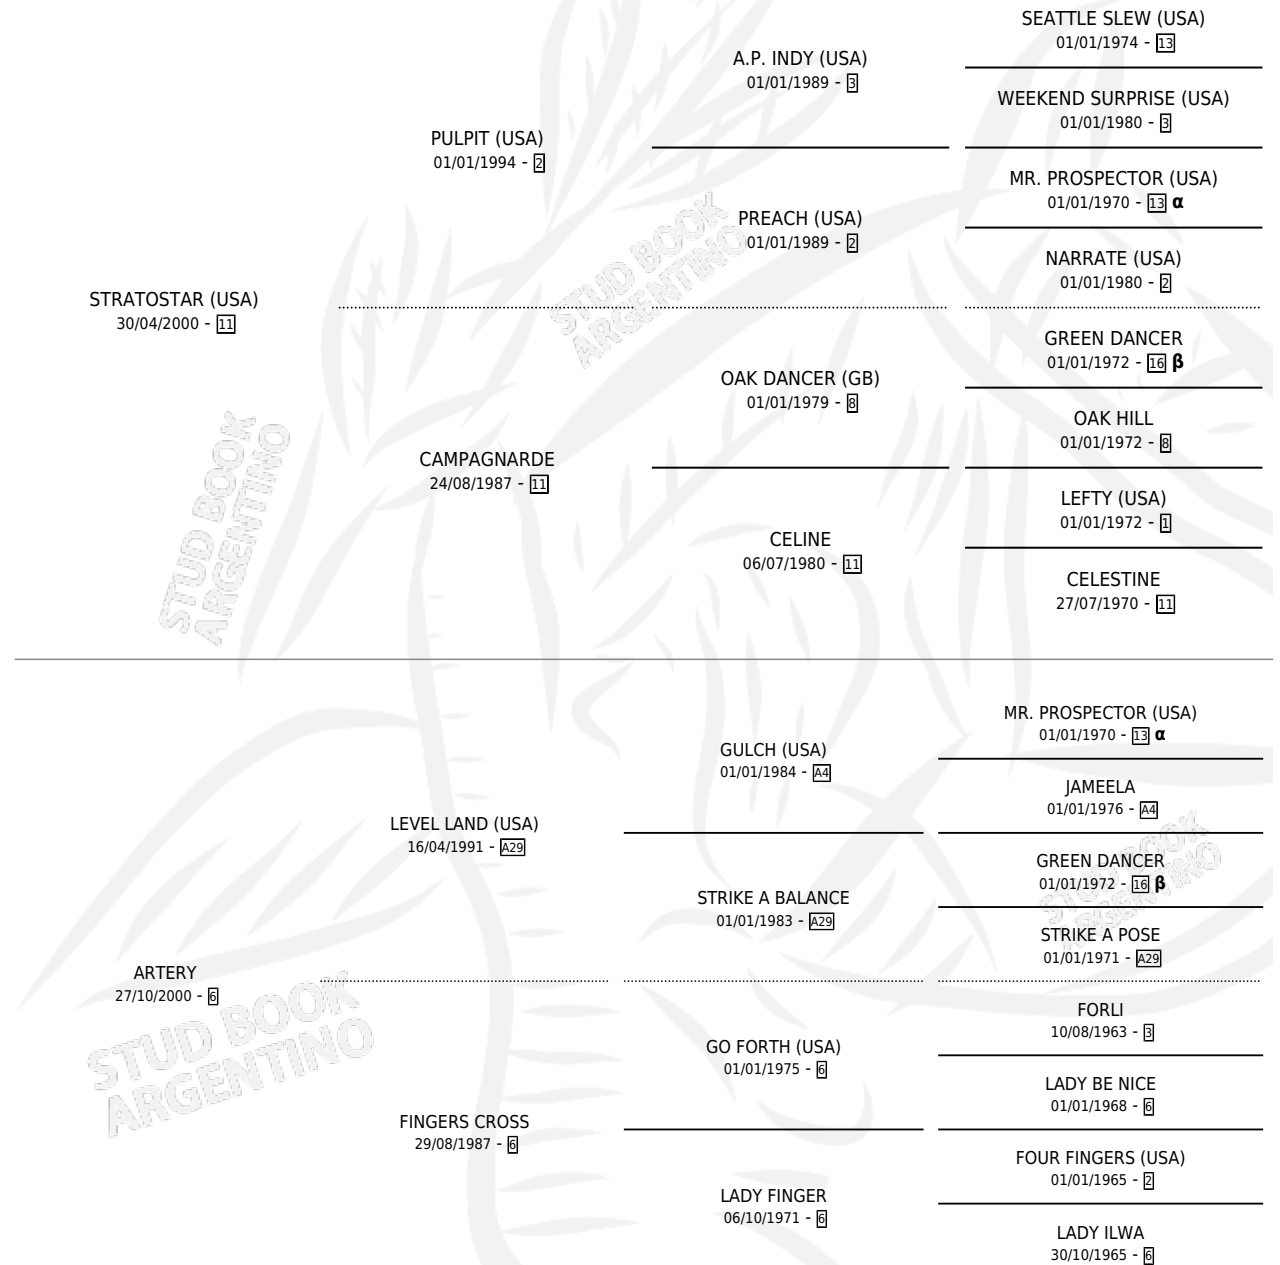 SEATTLE SLEW (USA)
01/01/1974 - 13
A.P. INDY (USA)
01/01/1989 - 3
WEEKEND SURPRISE (USA)
01/01/1980 - 3
PULPIT (USA)
01/01/1994 - 2
MR. PROSPECTOR (USA)
01/01/1970 - 13 α
PREACH (USA)
01/01/1989 - 2
NARRATE (USA)
01/01/1980 - 2
STRATOSTAR (USA)
30/04/2000 - 11
GREEN DANCER
01/01/1972 - 16 β
OAK DANCER (GB)
01/01/1979 - 8
OAK HILL
01/01/1972 - 8
CAMPAGNARDE
24/08/1987 - 11
LEFTY (USA)
01/01/1972 - 1
CELINE
06/07/1980 - 11
CELESTINE
27/07/1970 - 11
MR. PROSPECTOR (USA)
01/01/1970 - 13 α
GULCH (USA)
01/01/1984 - A4
JAMEELA
01/01/1976 - A4
LEVEL LAND (USA)
16/04/1991 - A29
GREEN DANCER
01/01/1972 - 16 β
STRIKE A BALANCE
01/01/1983 - A29
STRIKE A POSE
01/01/1971 - A29
ARTERY
27/10/2000 - 6
FORLI
10/08/1963 - 3
GO FORTH (USA)
01/01/1975 - 6
LADY BE NICE
01/01/1968 - 6
FINGERS CROSS
29/08/1987 - 6
FOUR FINGERS (USA)
01/01/1965 - 2
LADY FINGER
06/10/1971 - 6
LADY ILWA
30/10/1965 - 6
STUD BOOK
ARGENTINO
STUD BOOK
ARGENTINO
STUD BOOK
ARGENTINO
STUD BOOK
ARGENTINO